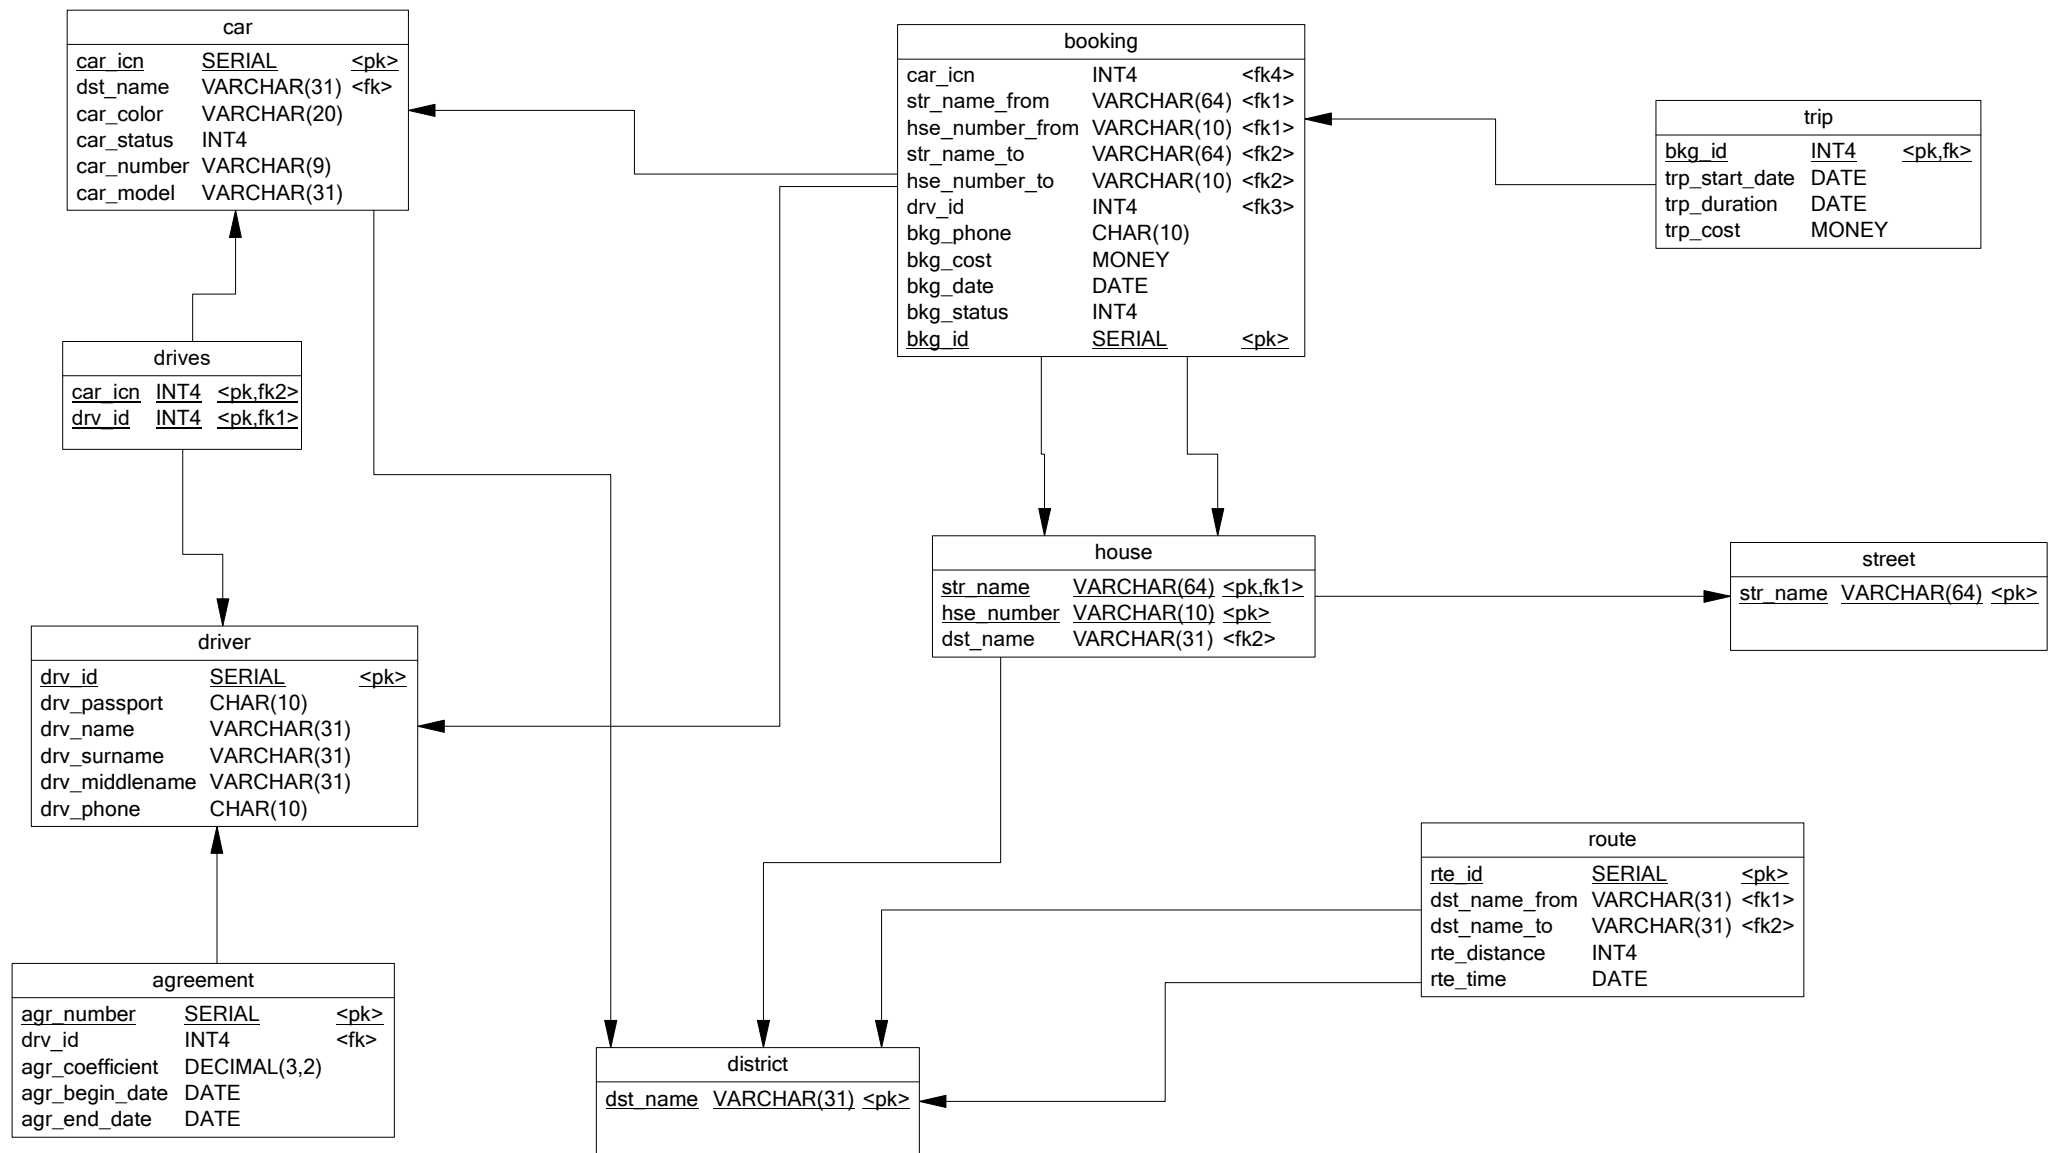 car
car_icn SERIAL <pk>
dst_name VARCHAR(31) <fk>
car_color VARCHAR(20)
car_status INT4
car_number VARCHAR(9)
car_model VARCHAR(31)
booking
car_icn INT4 <fk4>
str_name_from VARCHAR(64) <fk1>
hse_number_from VARCHAR(10) <fk1>
str_name_to VARCHAR(64) <fk2>
hse_number_to VARCHAR(10) <fk2>
drv_id INT4 <fk3>
bkg_phone CHAR(10)
bkg_cost MONEY
bkg_date DATE
bkg_status INT4
bkg_id SERIAL <pk>
trip
bkg_id INT4 <pk,fk>
trp_start_date DATE
trp_duration DATE
trp_cost MONEY
drives
car_icn INT4 <pk,fk2>
drv_id INT4 <pk,fk1>
house
str_name VARCHAR(64) <pk,fk1>
hse_number VARCHAR(10) <pk>
dst_name VARCHAR(31) <fk2>
street
str_name VARCHAR(64) <pk>
driver
drv_id SERIAL <pk>
drv_passport CHAR(10)
drv_name VARCHAR(31)
drv_surname VARCHAR(31)
drv_middlename VARCHAR(31)
drv_phone CHAR(10)
route
rte_id SERIAL <pk>
dst_name_from VARCHAR(31) <fk1>
dst_name_to VARCHAR(31) <fk2>
rte_distance INT4
rte_time DATE
agreement
agr_number SERIAL <pk>
drv_id INT4 <fk>
agr_coefficient DECIMAL(3,2)
agr_begin_date DATE
agr_end_date DATE
district
dst_name VARCHAR(31) <pk>